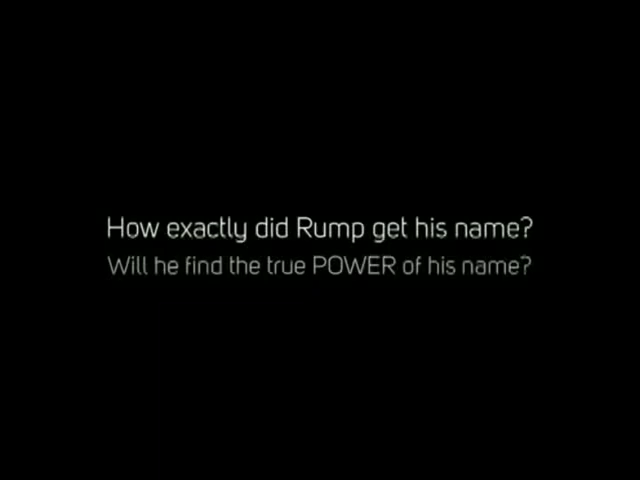 How exactly did Rump get his name?
Will he find the true POWER of his name?